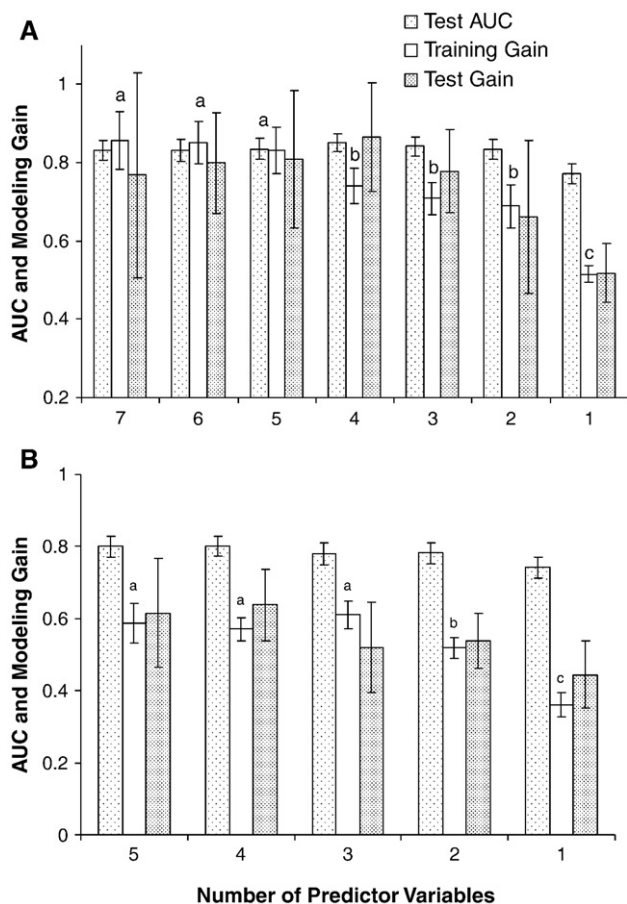 A
Test AUC
Training Gain
Test Gain
AUC and Modeling Gain
1
0.8
0.6
0.4
0.2
a
a
a
b
b
b
c
7 6 5 4 3 2 1
B
AUC and Modeling Gain
1
0.8
0.6
0.4
0.2
0
a
a
a
b
c
5 4 3 2 1
Number of Predictor Variables